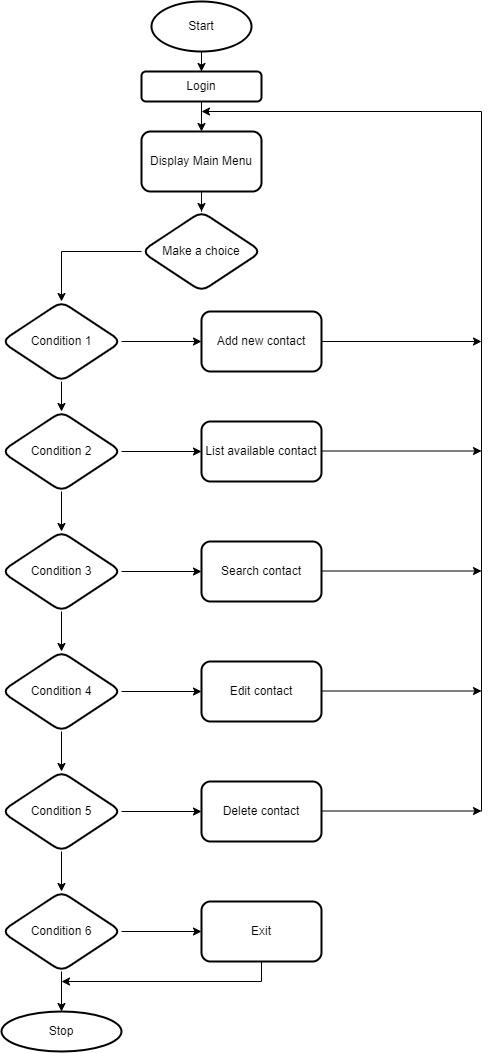 Start
Login
Display Main Menu
Make a choice
Condition 1
Add new contact
Condition 2
List available contact
Condition 3
Search contact
Condition 4
Edit contact
Condition 5
Delete contact
Condition 6
Exit
Stop